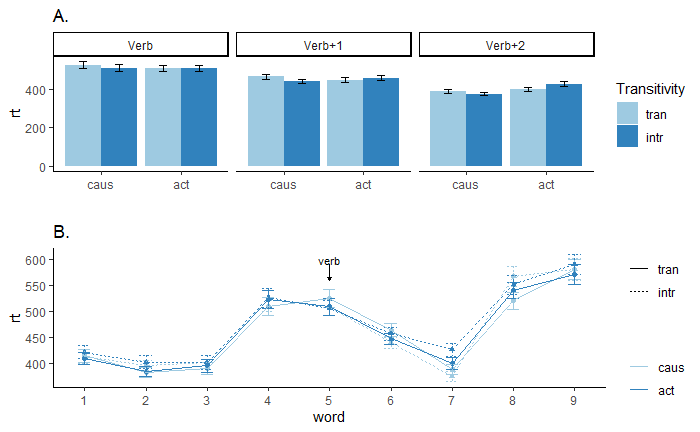 A.
Verb Verb+1 Verb+2
rt
400
200
0
caus act caus act caus act
Transitivity
tran
intr
B.
rt
600
550
500
450
400
verb
1 2 3 4 5 6 7 8 9
word
tran
intr
caus
act